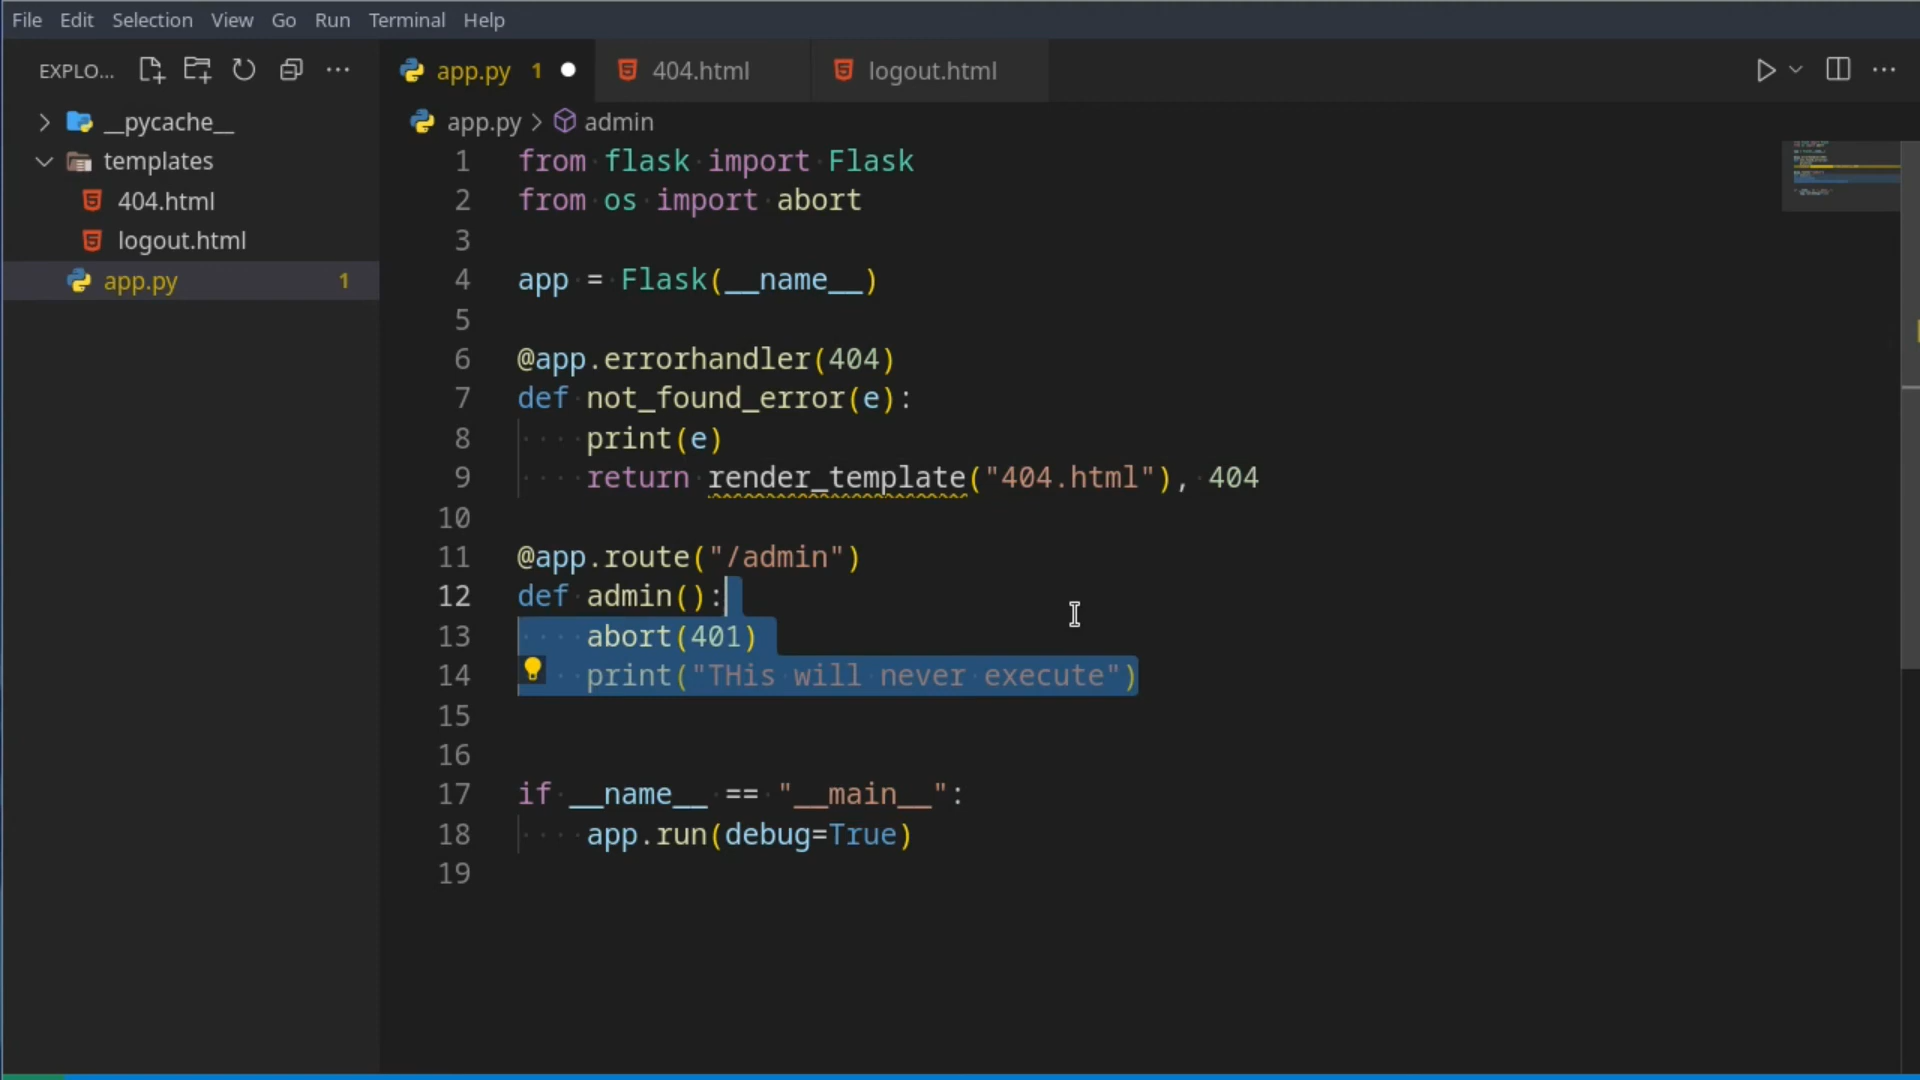 File Edit Selection View Go Run Terminal Help
EXPLO... app.py 1 404.html logout.html
__pycache__
templates
404.html
logout.html
app.py 1
app.py > admin
1 from flask import Flask
2 from os import abort
3
4 app = Flask(__name__)
5
6 @app.errorhandler(404)
7 def not_found_error(e):
8 print(e)
9 return render_template("404.html"), 404
10
11 @app.route("/admin")
12 def admin():
13 abort(401)
14 print("THis will never execute")
15
16
17 if __name__ == "__main__":
18 app.run(debug=True)
19